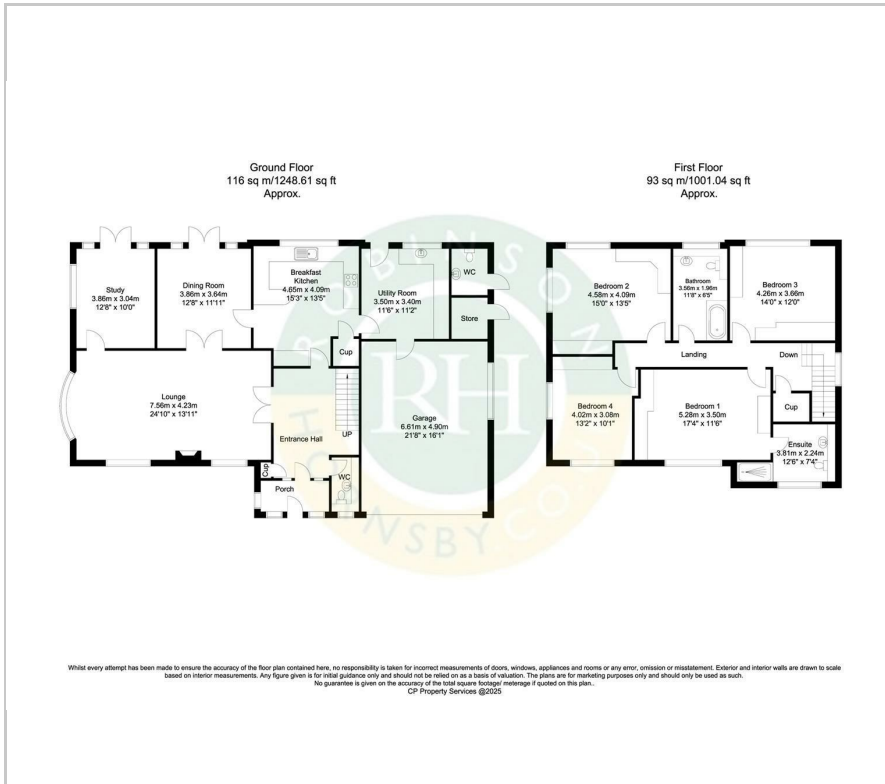 Ground Floor
116 sq m/1248.61 sq ft
Approx.
Study
3.86m x 3.04m
12'8" x 10'0"
Dining Room
3.86m x 3.64m
12'8" x 11'11"
Breakfast
Kitchen
4.65m x 4.09m
15'3" x 13'5"
Utility Room
3.50m x 3.40m
11'6" x 11'2"
WC
Store
Cup
Lounge
7.56m x 4.23m
24'10" x 13'11"
Entrance Hall
UP
Garage
6.61m x 4.90m
21'8" x 16'1"
Cup
Porch
WC
First Floor
93 sq m/1001.04 sq ft
Approx.
Bedroom 2
4.58m x 4.09m
15'0" x 13'5"
Bathroom
3.56m x 1.96m
11'8" x 6'5"
Bedroom 3
4.26m x 3.66m
14'0" x 12'0"
Landing
Down
Cup
Bedroom 4
4.02m x 3.08m
13'2" x 10'1"
Bedroom 1
5.28m x 3.50m
17'4" x 11'6"
Ensuite
3.81m x 2.24m
12'6" x 7'4"
ROBINSON
RH
HORNSBY CO.UK
Whilst every attempt has been made to ensure the accuracy of the floor plan contained here, no responsibility is taken for incorrect measurements of doors, windows, appliances and rooms or any error, omission or misstatement. Exterior and interior walls are drawn to scale
based on interior measurements. Any figure given is for initial guidance only and should not be relied on as a basis of valuation. The plans are for marketing purposes only and should only be used as such.
No guarantee is given on the accuracy of the total square footage/ meterage if quoted on this plan..
CP Property Services @2025